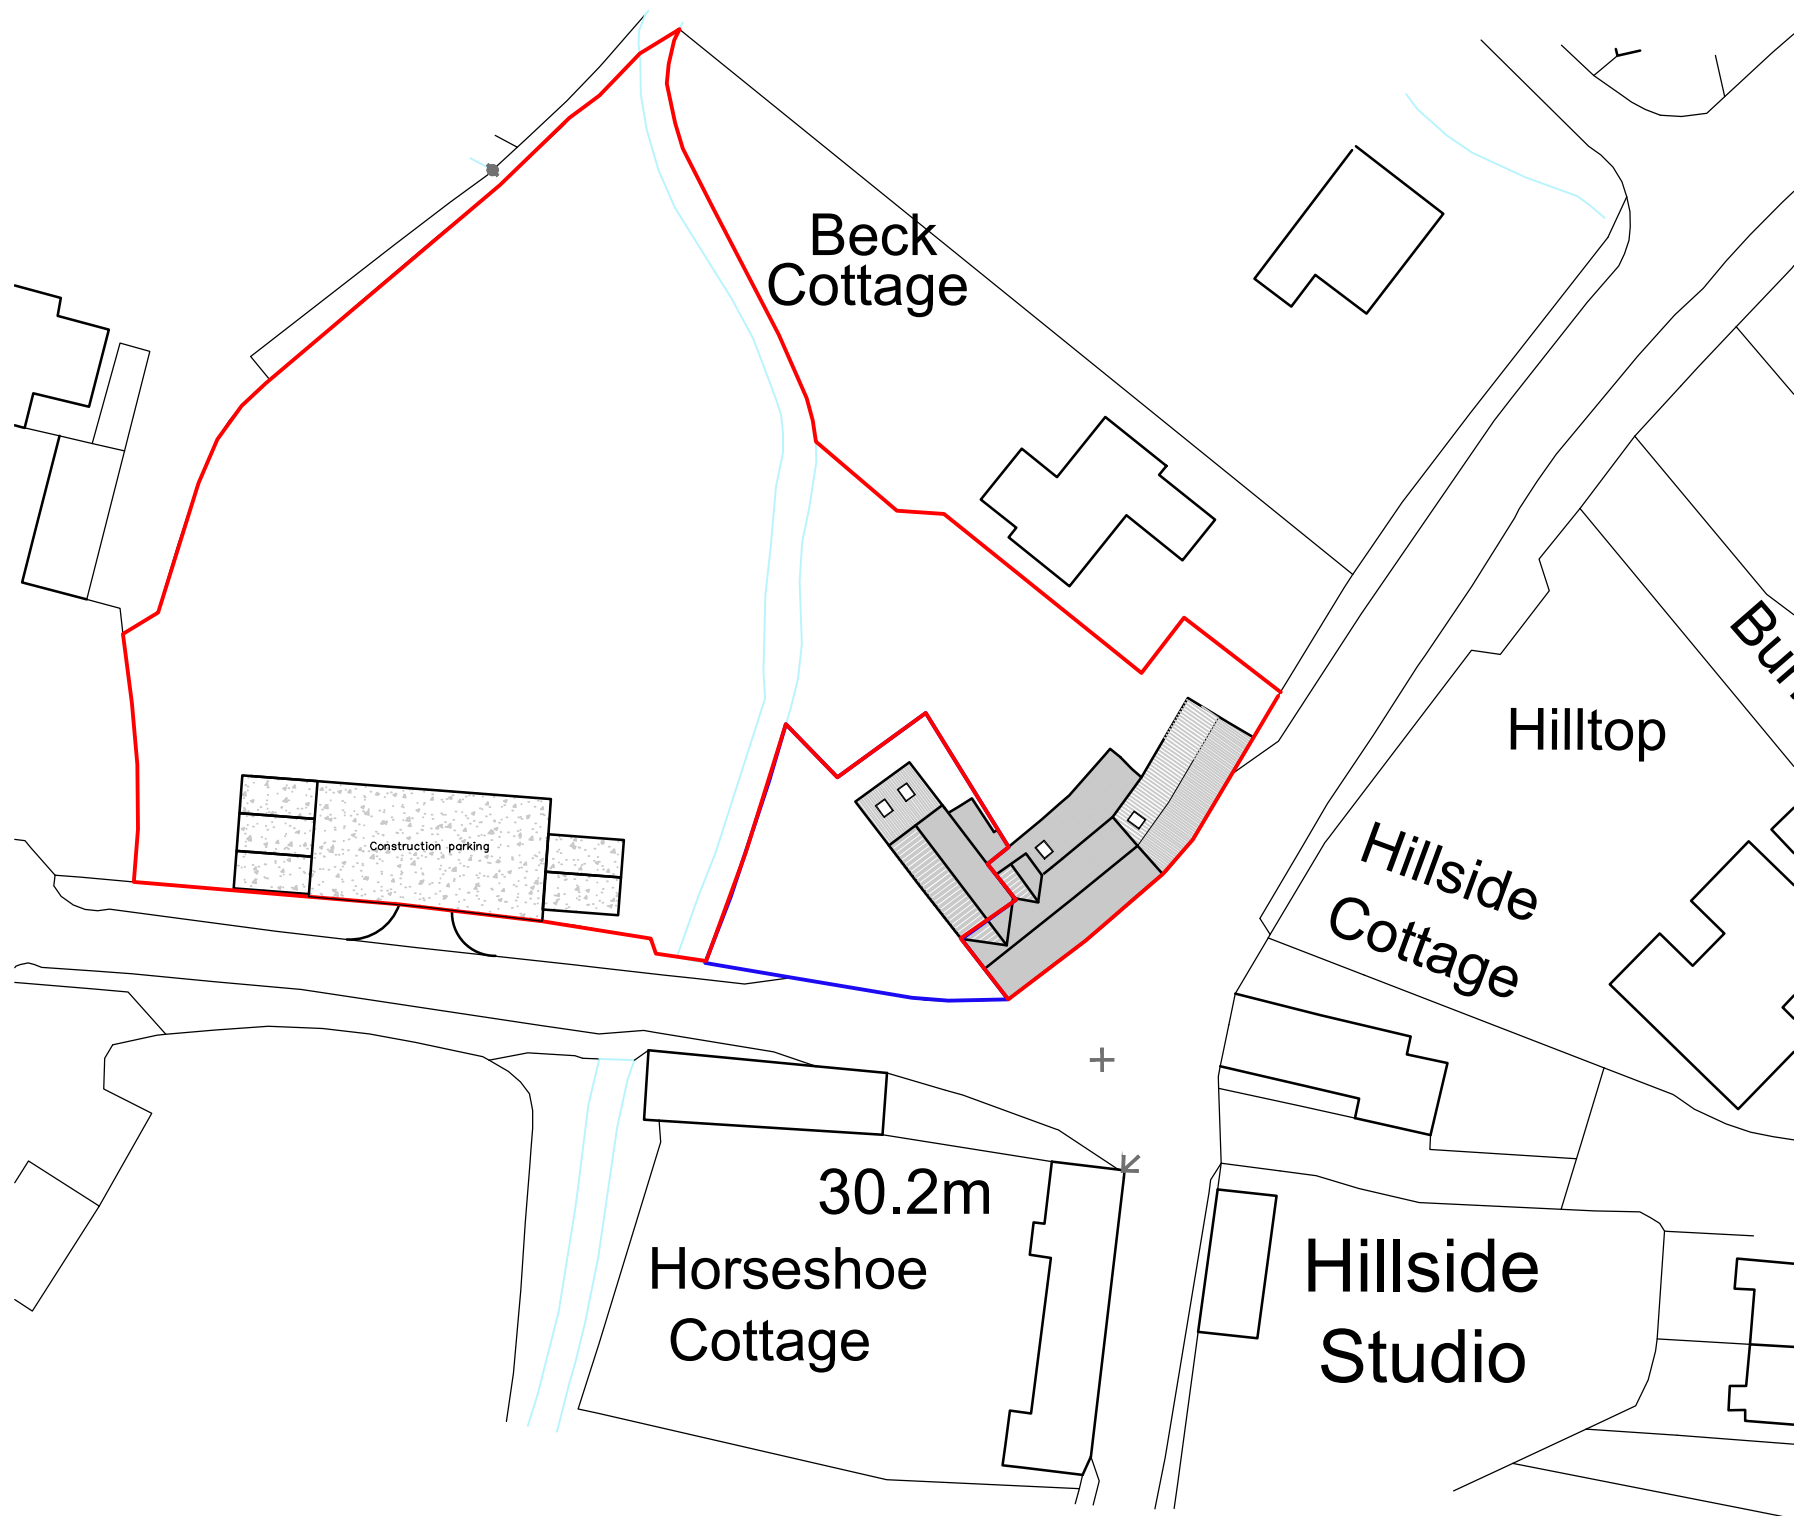 Beck
Cottage
Hilltop
Hillside
Cottage
Construction parking
30.2m
Horseshoe
Cottage
Hillside
Studio